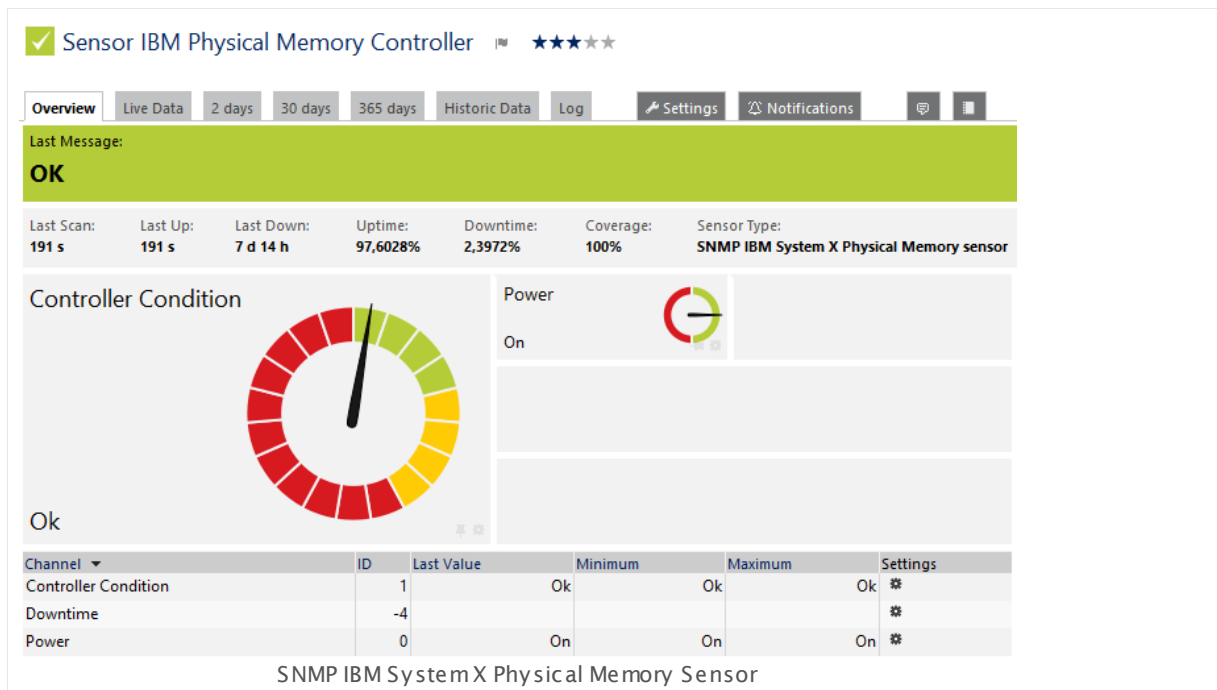 Sensor IBM Physical Memory Controller
Overview Live Data 2 days 30 days 365 days Historic Data Log Settings Notifications
Last Message:
OK
Last Scan: Last Up: Last Down: Uptime: Downtime: Coverage: Sensor Type:
191 s 191 s 7 d 14 h 97,6028% 2,3972% 100% SNMP IBM System X Physical Memory sensor
Controller Condition
Ok
Power
On
Channel ID Last Value Minimum Maximum Settings
Controller Condition 1 Ok Ok Ok
Downtime -4
Power 0 On On On
SNMP IBM System X Physical Memory Sensor